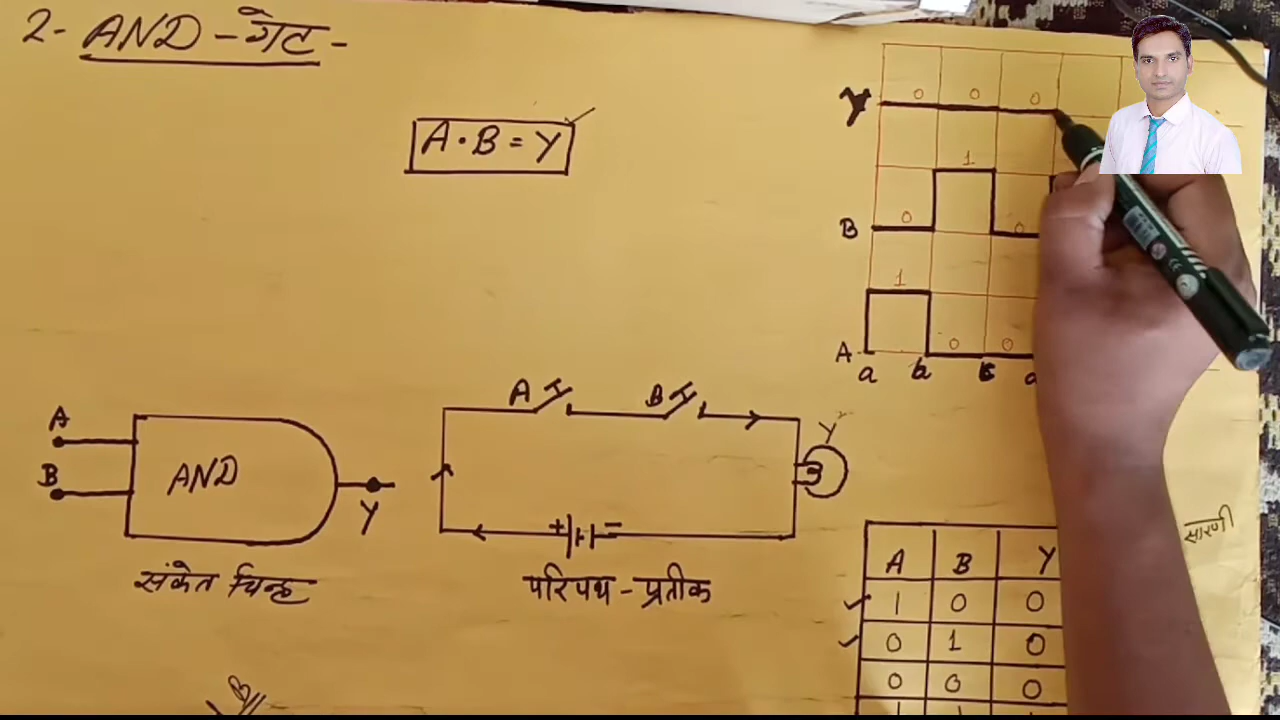 2- AND-गेट-
A·B = Y
Y 0 0 0
B 0 1 0
A 1 0 0
a b c
A
B
AND
Y
संकेत चिन्ह
A B
Y
+ -
परिपथ-प्रतीक
सारणी
A B Y
1 0 0
0 1 0
0 0 0